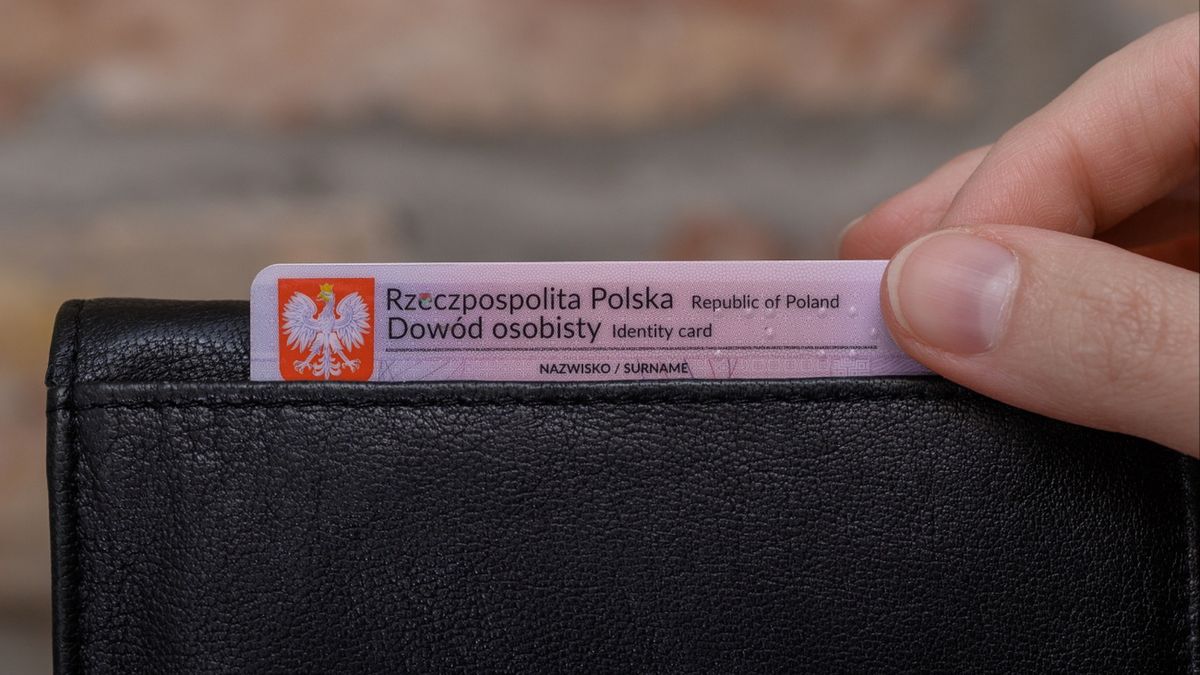 Rzeczpospolita Polska Republic of Poland
Dowód osobisty Identity card
NAZWISKO / SURNAME